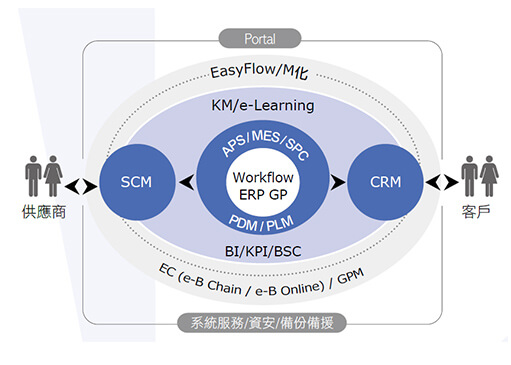 Portal
EasyFlow/M化
KM/e-Learning
APS/MES/SPC
供應商
SCM
Workflow
ERP GP
CRM
客戶
PDM/PLM
BI/KPI/BSC
EC (e-B Chain / e-B Online) / GPM
系統服務/資安/備份備援